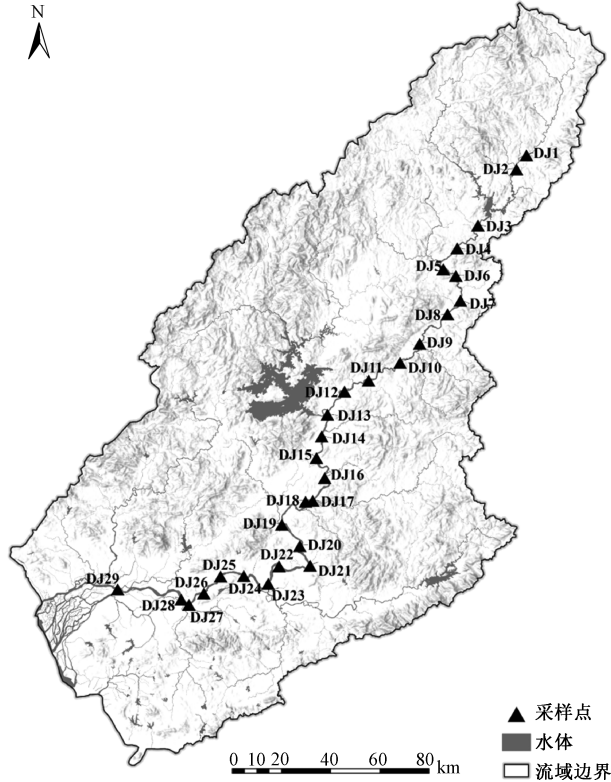 N
DJ1
DJ2
DJ3
DJ4
DJ5
DJ6
DJ7
DJ8
DJ9
DJ10
DJ11
DJ12
DJ13
DJ14
DJ15
DJ16
DJ18
DJ17
DJ19
DJ20
DJ22
DJ21
DJ25
DJ24
DJ23
DJ29
DJ26
DJ28
DJ27
采样点
水体
流域边界
0 10 20 40 60 80
km